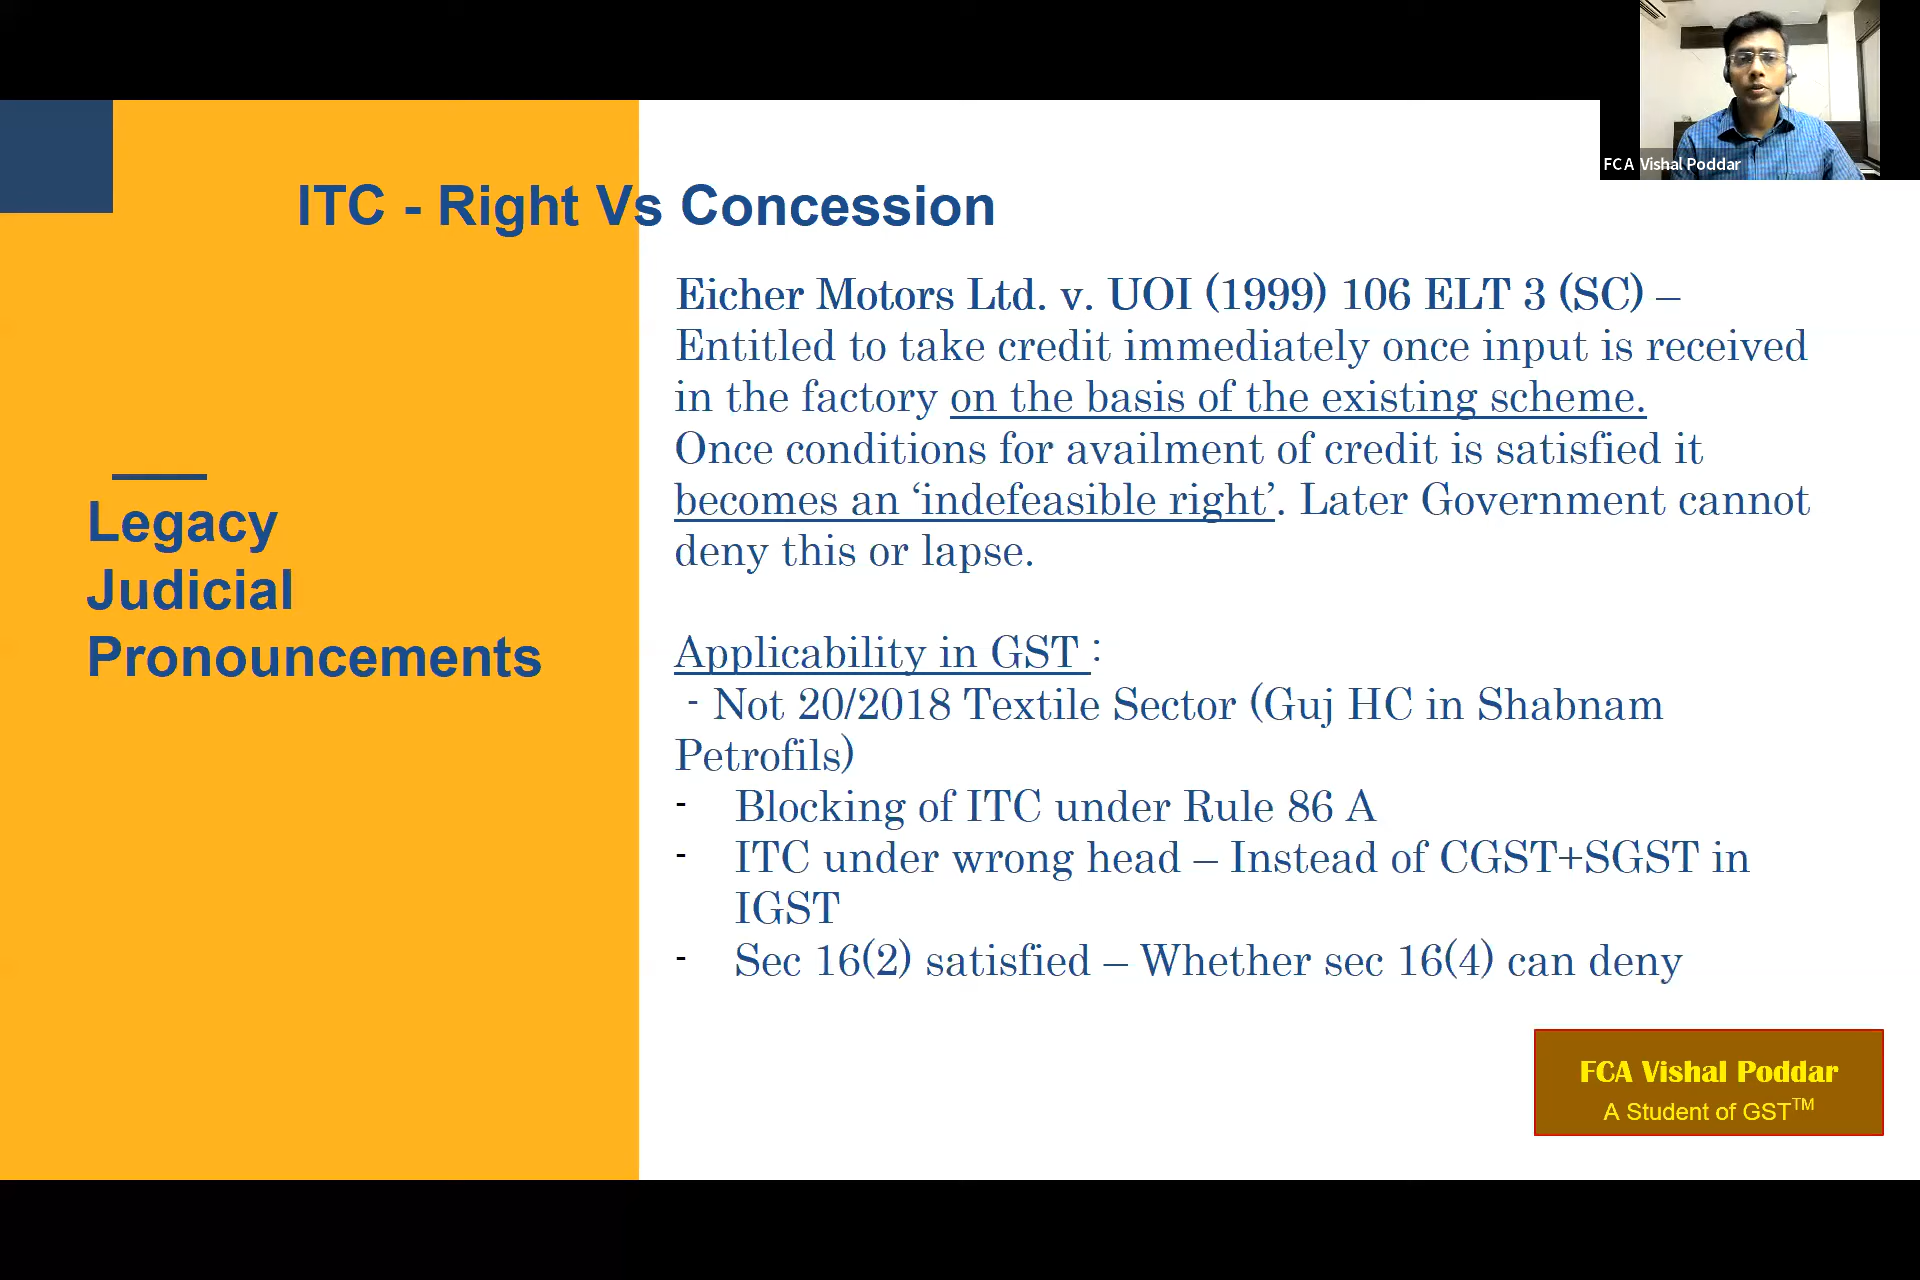 FCA Vishal Poddar
ITC - Right Vs Concession
Legacy
Judicial
Pronouncements
Eicher Motors Ltd. v. UOI (1999) 106 ELT 3 (SC) –
Entitled to take credit immediately once input is received
in the factory on the basis of the existing scheme.
Once conditions for availment of credit is satisfied it
becomes an ‘indefeasible right’. Later Government cannot
deny this or lapse.
Applicability in GST :
- Not 20/2018 Textile Sector (Guj HC in Shabnam
Petrofils)
- Blocking of ITC under Rule 86 A
- ITC under wrong head – Instead of CGST+SGST in
IGST
- Sec 16(2) satisfied – Whether sec 16(4) can deny
FCA Vishal Poddar
A Student of GST™